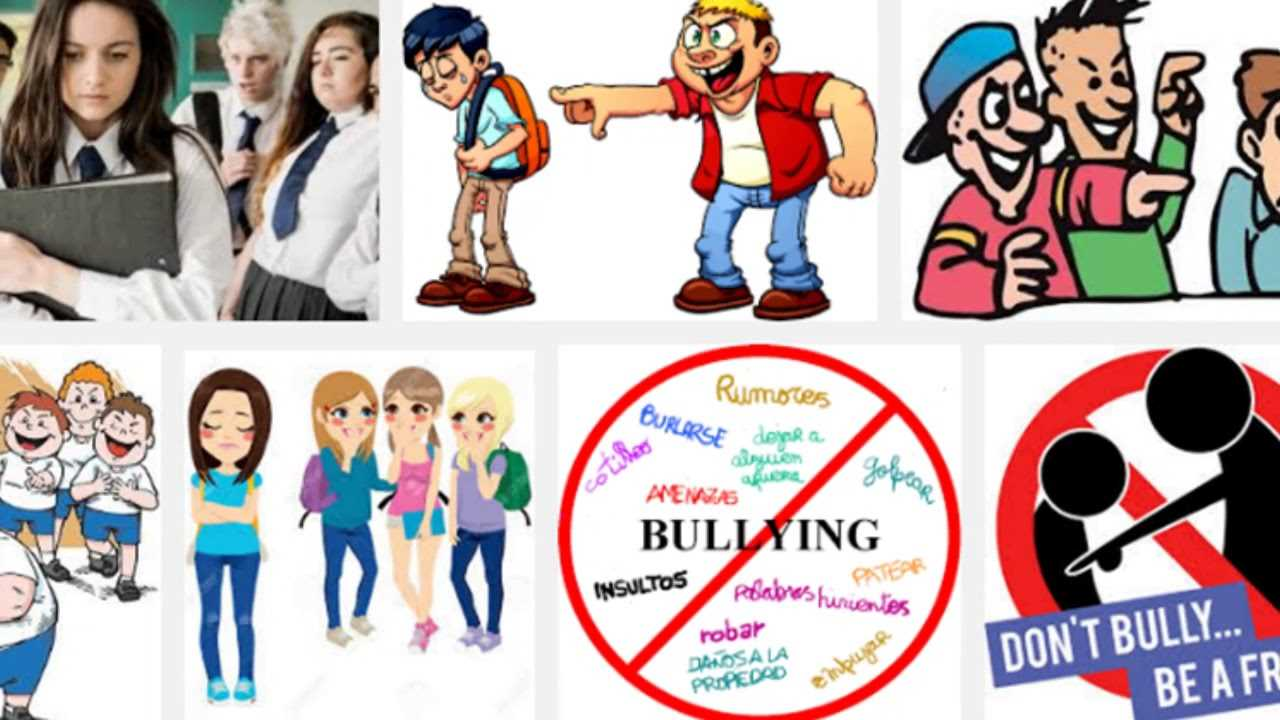 Rumores
BURLARSE
dejar a
alguien
afuera
cotilleo
golpear
AMENAZAS
BULLYING
INSULTOS
PATEAR
palabras hirientes
robar
DAÑOS A LA
PROPIEDAD
empujar
DON'T BULLY...
BE A FR